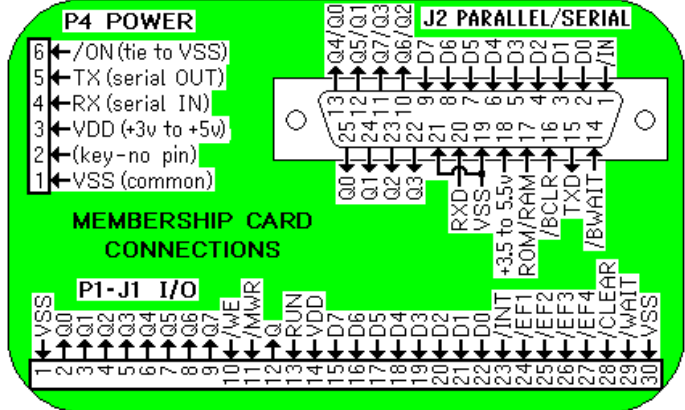 P4 POWER
6 /ON (tie to VSS)
5 TX (serial OUT)
4 RX (serial IN)
3 VDD (+3v to +5v)
2 (key-no pin)
1 VSS (common)
J2 PARALLEL/SERIAL
Q4/Q0 Q5/Q1 Q7/Q3 Q6/Q2 D7 D6 D5 D4 D3 D2 D1 D0 /IN
13 12 11 10 9 8 7 6 5 4 3 2 1
25 24 23 22 21 20 19 18 17 16 15 14
Q0 Q1 Q2 Q3 RXD VSS +3.5 to 5.5v ROM/RAM /BCLR TXD /BWAIT
MEMBERSHIP CARD
CONNECTIONS
P1-J1 I/O
VSS Q0 Q1 Q2 Q3 Q4 Q5 Q6 Q7 /WE /MWR Q RUN VDD D7 D6 D5 D4 D3 D2 D1 D0 /INT /EF1 /EF2 /EF3 /EF4 /CLEAR /WAIT VSS
1 2 3 4 5 6 7 8 9 10 11 12 13 14 15 16 17 18 19 20 21 22 23 24 25 26 27 28 29 30